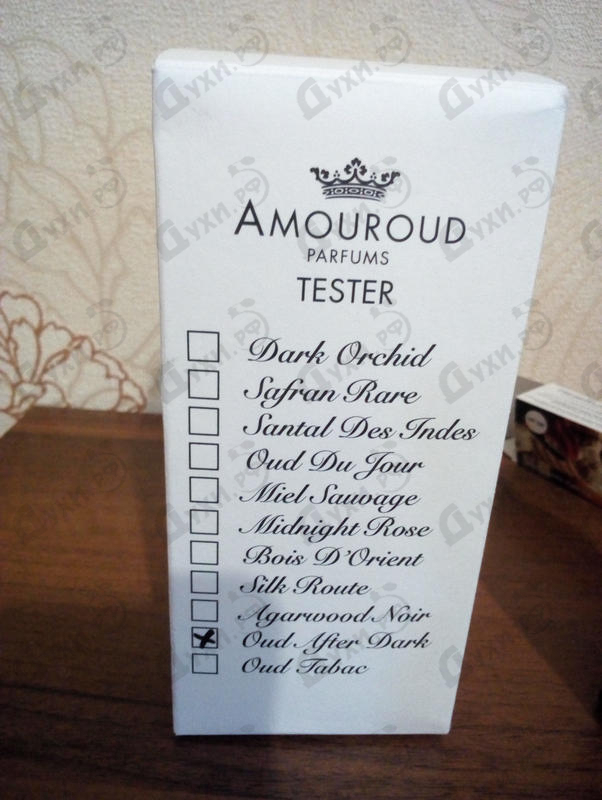 AMOUROUD
PARFUMS
TESTER
Dark Orchid
Safran Rare
Santal Des Indes
Oud Du Jour
Miel Sauvage
Midnight Rose
Bois D'Orient
Silk Route
Agarwood Noir
Oud After Dark
Oud Tabac
духи.рф